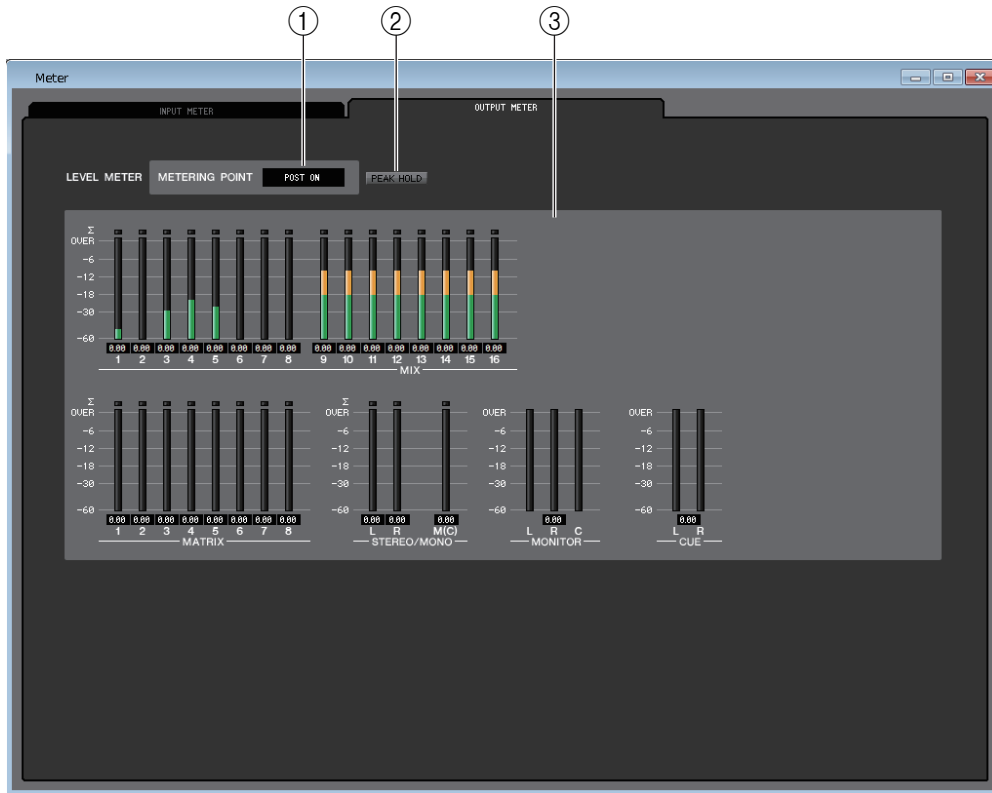 ① ② ③
Meter
INPUT METER OUTPUT METER
LEVEL METER METERING POINT POST ON PEAK HOLD
Σ
OVER
-6
-12
-18
-30
-60
0.00 0.00 0.00 0.00 0.00 0.00 0.00 0.00 0.00 0.00 0.00 0.00 0.00 0.00 0.00 0.00
1 2 3 4 5 6 7 8 9 10 11 12 13 14 15 16
MIX
Σ Σ
OVER OVER OVER OVER
-6 -6 -6 -6
-12 -12 -12 -12
-18 -18 -18 -18
-30 -30 -30 -30
-60 -60 -60 -60
0.00 0.00 0.00 0.00 0.00 0.00 0.00 0.00 0.00 0.00 0.00 0.00 0.00
1 2 3 4 5 6 7 8 L R M(C) L R C L R
MATRIX STEREO/MONO MONITOR CUE